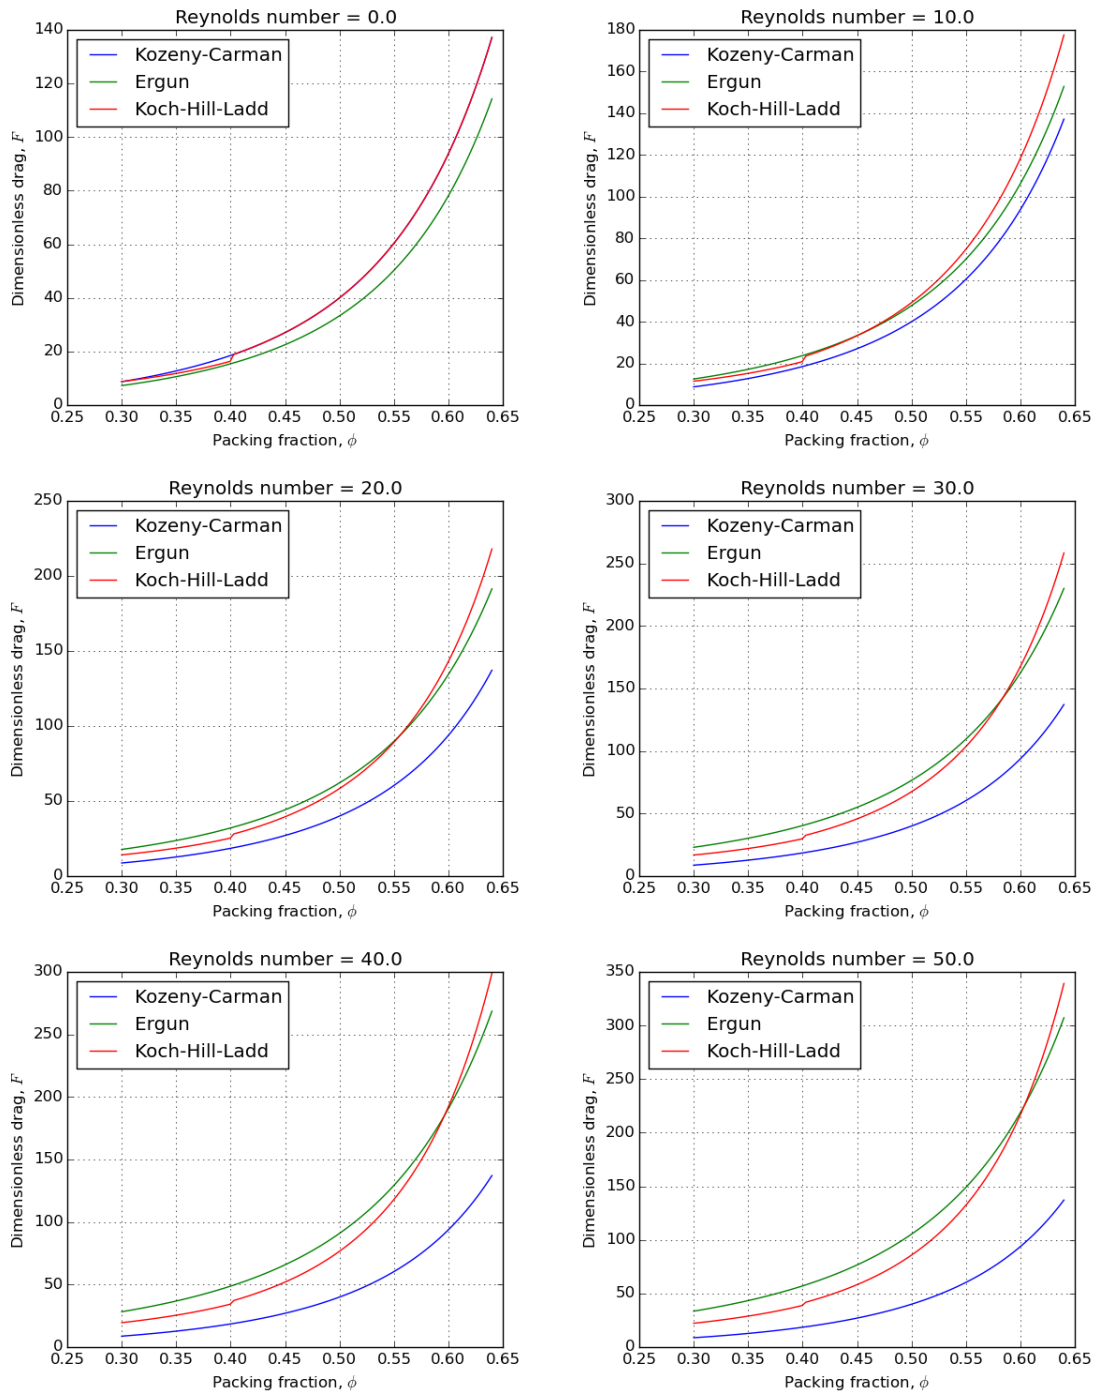 Reynolds number = 0.0
Kozeny-Carman
Ergun
Koch-Hill-Ladd
Dimensionless drag, F
140
120
100
80
60
40
20
0
0.25 0.30 0.35 0.40 0.45 0.50 0.55 0.60 0.65
Packing fraction, ϕ
Reynolds number = 10.0
Kozeny-Carman
Ergun
Koch-Hill-Ladd
Dimensionless drag, F
180
160
140
120
100
80
60
40
20
0
0.25 0.30 0.35 0.40 0.45 0.50 0.55 0.60 0.65
Packing fraction, ϕ
Reynolds number = 20.0
Kozeny-Carman
Ergun
Koch-Hill-Ladd
Dimensionless drag, F
250
200
150
100
50
0
0.25 0.30 0.35 0.40 0.45 0.50 0.55 0.60 0.65
Packing fraction, ϕ
Reynolds number = 30.0
Kozeny-Carman
Ergun
Koch-Hill-Ladd
Dimensionless drag, F
300
250
200
150
100
50
0
0.25 0.30 0.35 0.40 0.45 0.50 0.55 0.60 0.65
Packing fraction, ϕ
Reynolds number = 40.0
Kozeny-Carman
Ergun
Koch-Hill-Ladd
Dimensionless drag, F
300
250
200
150
100
50
0
0.25 0.30 0.35 0.40 0.45 0.50 0.55 0.60 0.65
Packing fraction, ϕ
Reynolds number = 50.0
Kozeny-Carman
Ergun
Koch-Hill-Ladd
Dimensionless drag, F
350
300
250
200
150
100
50
0
0.25 0.30 0.35 0.40 0.45 0.50 0.55 0.60 0.65
Packing fraction, ϕ